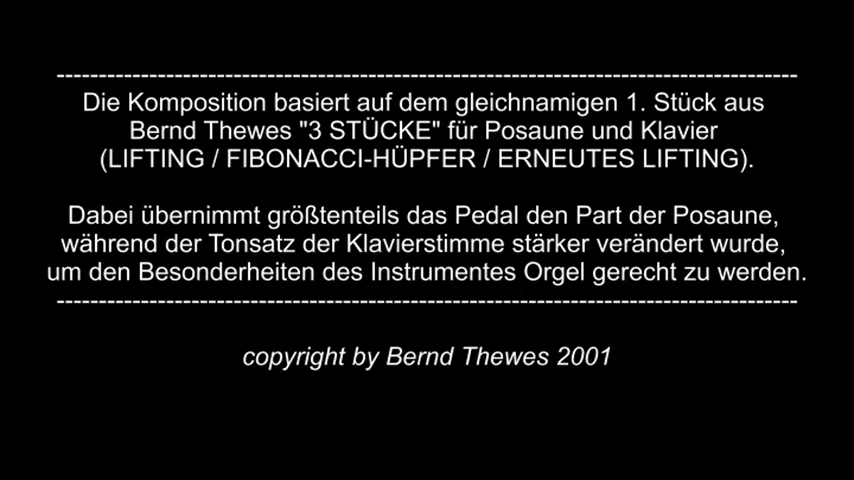 ----------------------------------------------------------------------------------------
Die Komposition basiert auf dem gleichnamigen 1. Stück aus
Bernd Thewes "3 STÜCKE" für Posaune und Klavier
(LIFTING / FIBONACCI-HÜPFER / ERNEUTES LIFTING).
Dabei übernimmt größtenteils das Pedal den Part der Posaune,
während der Tonsatz der Klavierstimme stärker verändert wurde,
um den Besonderheiten des Instrumentes Orgel gerecht zu werden.
----------------------------------------------------------------------------------------
copyright by Bernd Thewes 2001